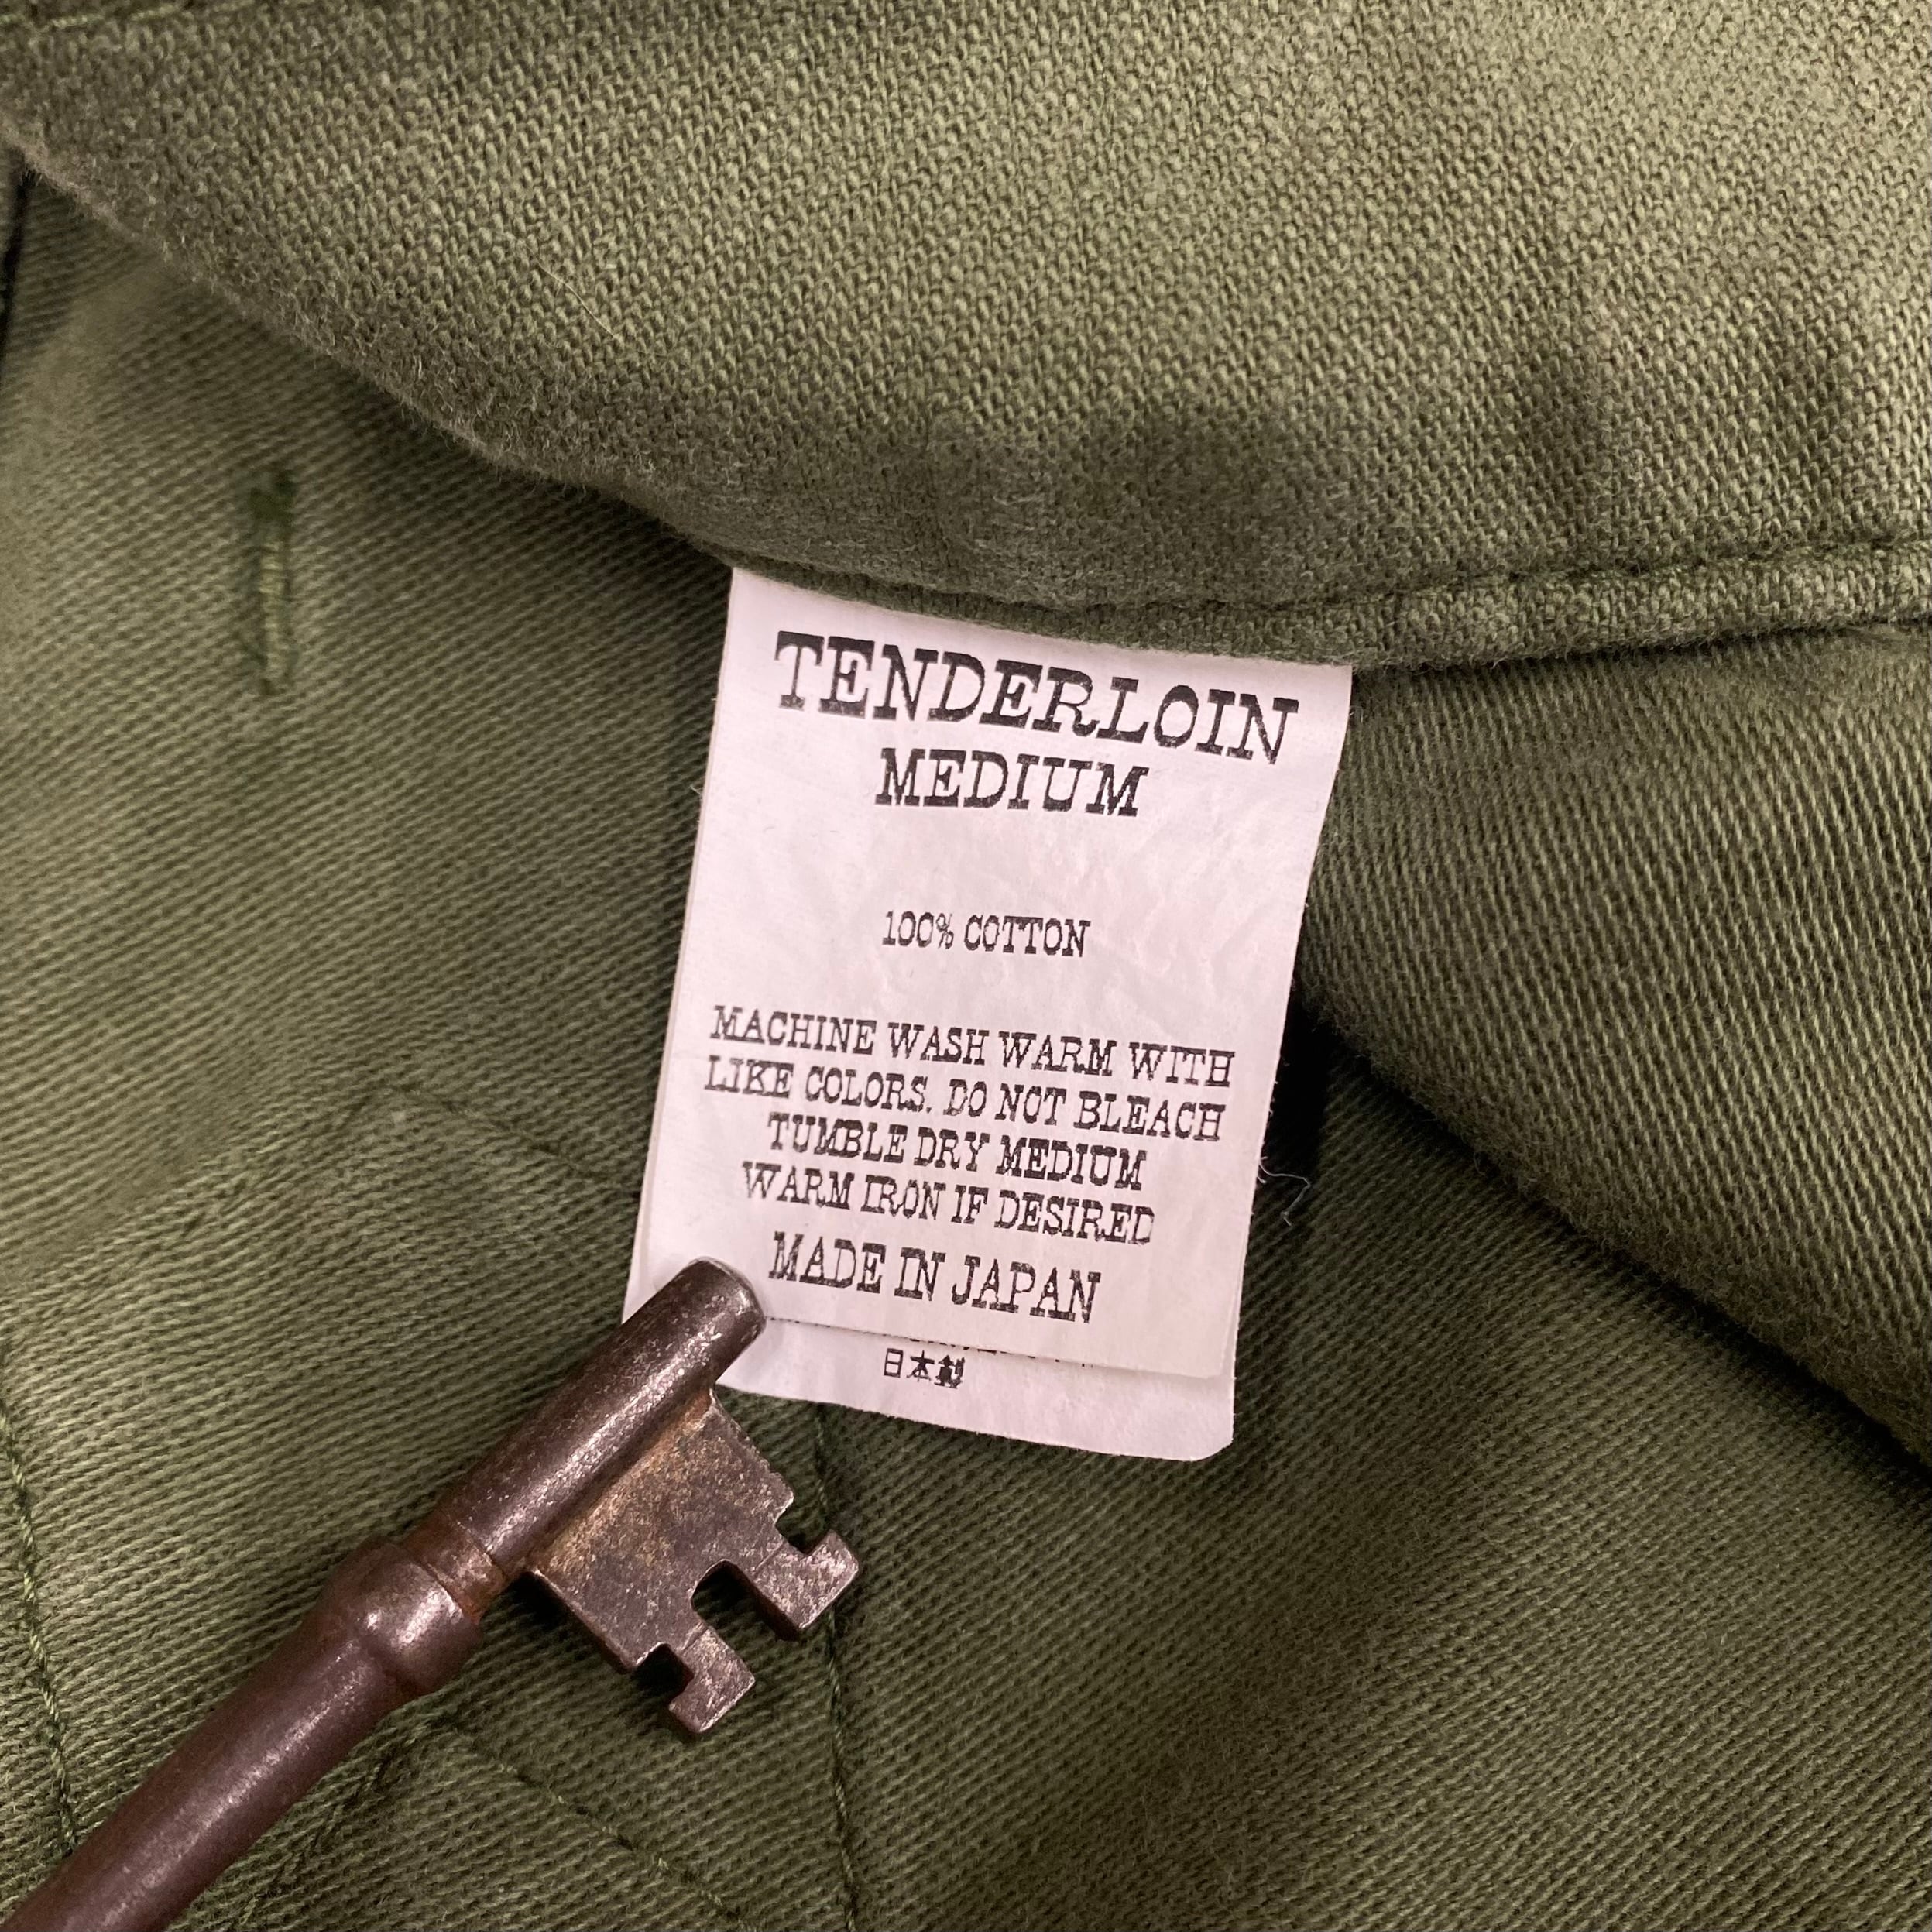 TENDERLOIN
MEDIUM
100% COTTON
MACHINE WASH WARM WITH
LIKE COLORS. DO NOT BLEACH
TUMBLE DRY MEDIUM
WARM IRON IF DESIRED
MADE IN JAPAN
日本製